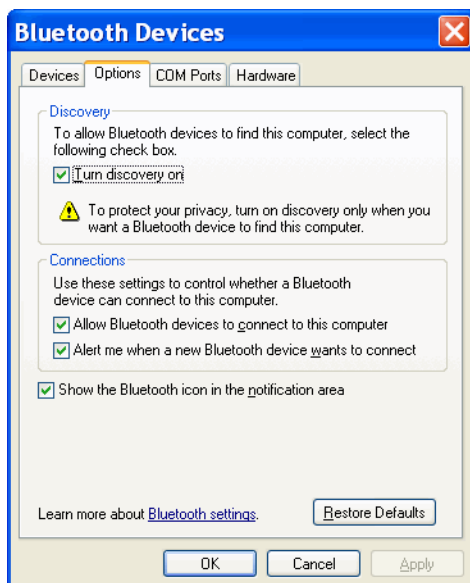 Bluetooth Devices
Devices Options COM Ports Hardware
Discovery
To allow Bluetooth devices to find this computer, select the
following check box.
Turn discovery on
To protect your privacy, turn on discovery only when you
want a Bluetooth device to find this computer.
Connections
Use these settings to control whether a Bluetooth
device can connect to this computer.
Allow Bluetooth devices to connect to this computer
Alert me when a new Bluetooth device wants to connect
Show the Bluetooth icon in the notification area
Learn more about Bluetooth settings. Restore Defaults
OK Cancel Apply